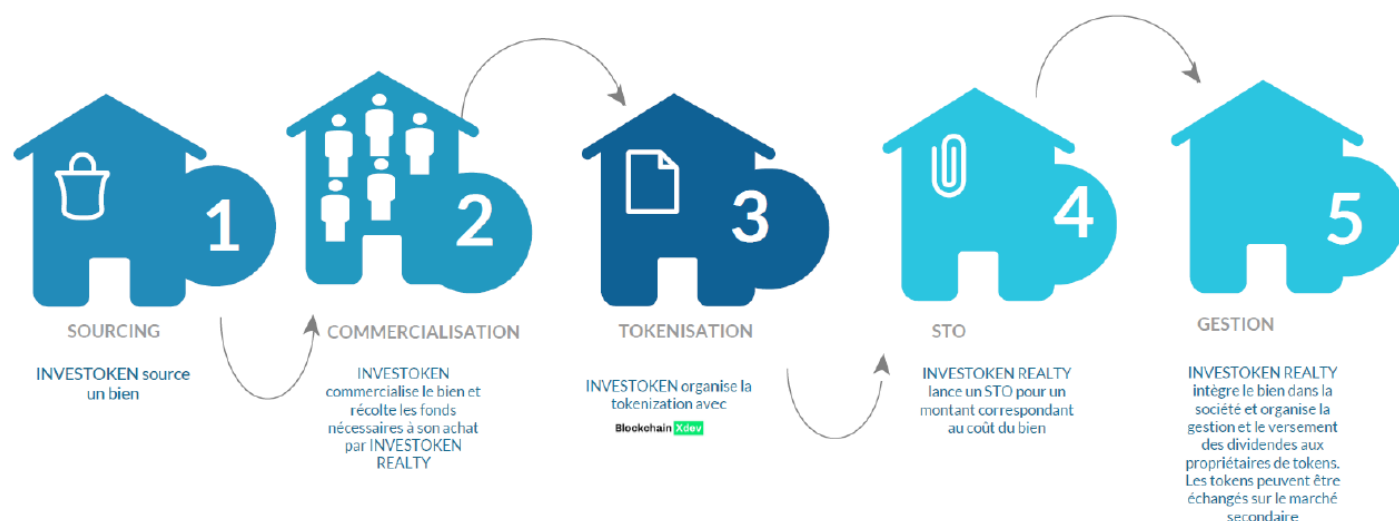 1
SOURCING
INVESTOKEN source
un bien
2
COMMERCIALISATION
INVESTOKEN
commercialise le bien et
récolte les fonds
nécessaires à son achat
par INVESTOKEN
REALTY
3
TOKENISATION
INVESTOKEN organise la
tokenization avec
Blockchain Xdev
4
STO
INVESTOKEN REALTY
lance un STO pour un
montant correspondant
au coût du bien
5
GESTION
INVESTOKEN REALTY
intègre le bien dans la
société et organise la
gestion et le versement
des dividendes aux
propriétaires de tokens.
Les tokens peuvent être
échangés sur le marché
secondaire